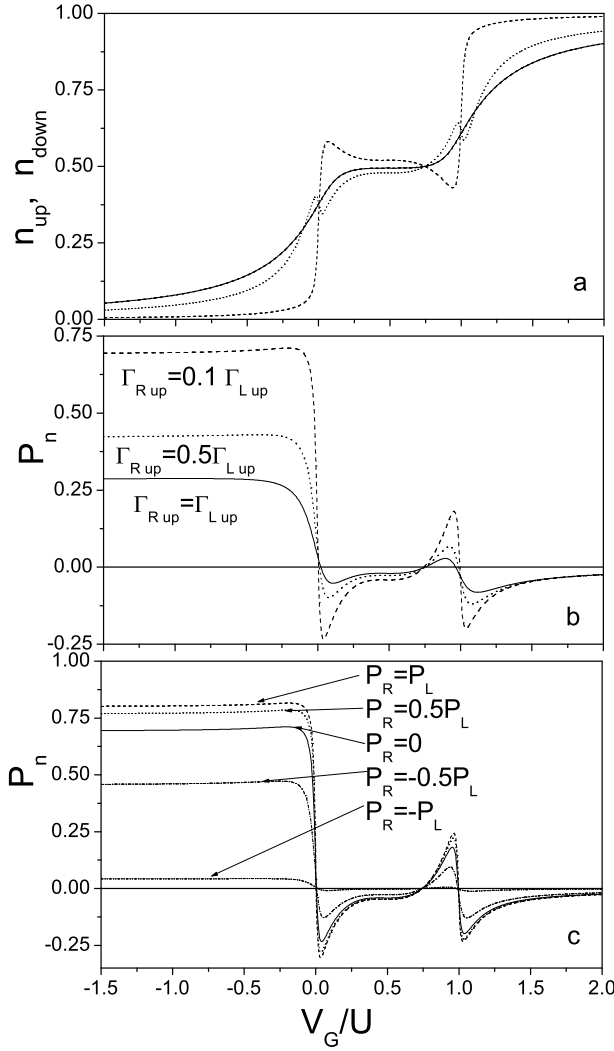 1.00
0.75
0.50
0.25
0.00
n_up, n_down
a
0.75
0.50
0.25
0.00
-0.25
P_n
Γ_R up=0.1 Γ_L up
Γ_R up=0.5Γ_L up
Γ_R up=Γ_L up
b
1.00
0.75
0.50
0.25
0.00
-0.25
P_n
P_R=P_L
P_R=0.5P_L
P_R=0
P_R=-0.5P_L
P_R=-P_L
c
-1.5 -1.0 -0.5 0.0 0.5 1.0 1.5 2.0
V_G/U